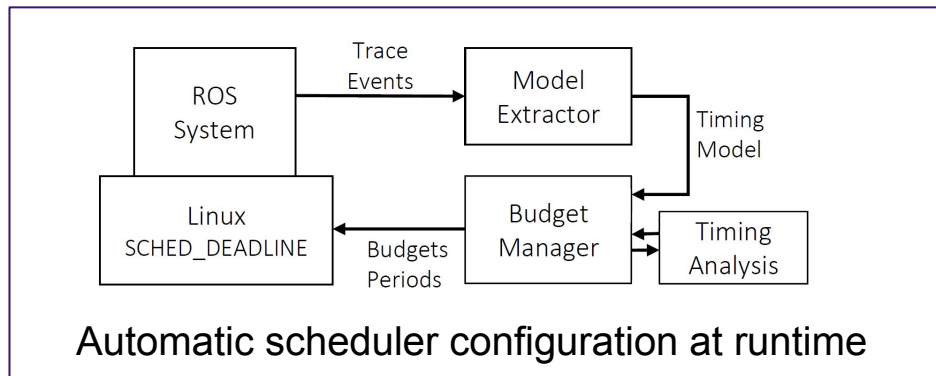 Trace
Events
ROS
System
Model
Extractor
Timing
Model
Linux
SCHED_DEADLINE
Budgets
Periods
Budget
Manager
Timing
Analysis
Automatic scheduler configuration at runtime